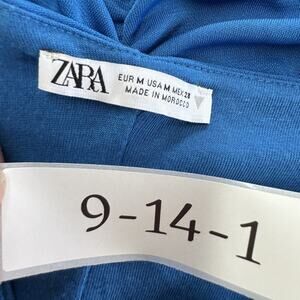 ZARA
EUR M USA M MEX 28
MADE IN MOROCCO
9-14-1